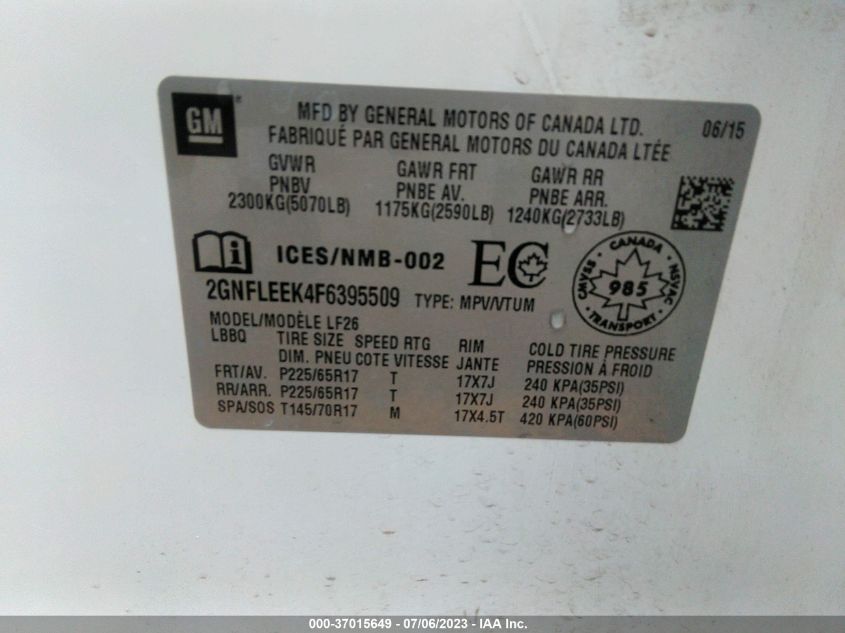 GM
MFD BY GENERAL MOTORS OF CANADA LTD. 06/15
FABRIQUÉ PAR GENERAL MOTORS DU CANADA LTÉE
GVWR GAWR FRT GAWR RR
PNBV PNBE AV. PNBE ARR.
2300KG(5070LB) 1175KG(2590LB) 1240KG(2733LB)
ICES/NMB-002 EC
CANADA
CMVSS 985 NSVAC
TRANSPORT
2GNFLEEK4F6395509 TYPE: MPV/VTUM
MODEL/MODÈLE LF26
LBBQ TIRE SIZE SPEED RTG RIM COLD TIRE PRESSURE
DIM. PNEU COTE VITESSE JANTE PRESSION À FROID
FRT/AV. P225/65R17 T 17X7J 240 KPA(35PSI)
RR/ARR. P225/65R17 T 17X7J 240 KPA(35PSI)
SPA/SOS T145/70R17 M 17X4.5T 420 KPA(60PSI)
000-37015649 - 07/06/2023 - IAA Inc.